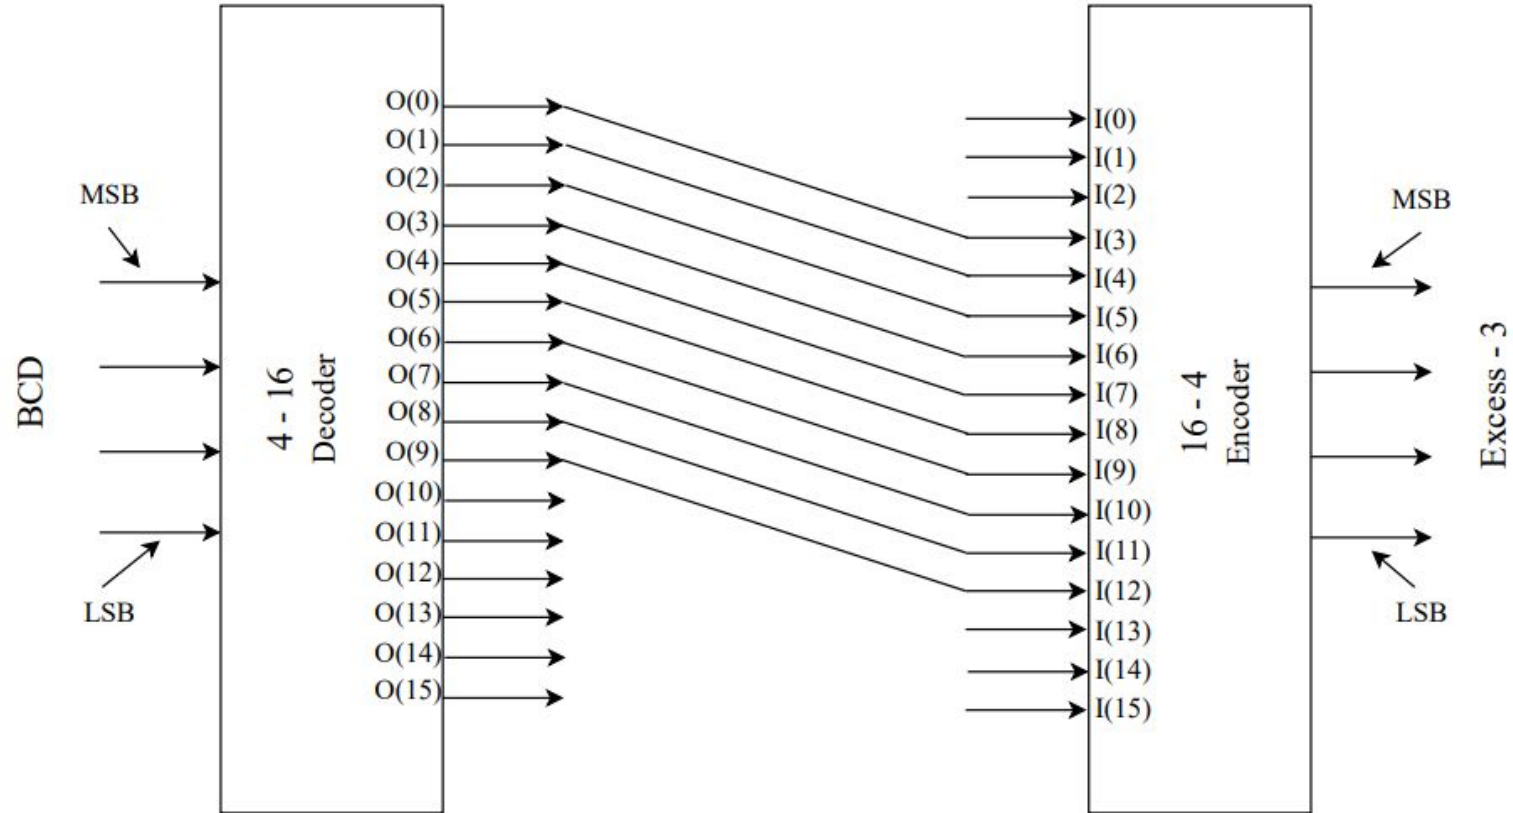 MSB
BCD
LSB
4 - 16
Decoder
O(0)
O(1)
O(2)
O(3)
O(4)
O(5)
O(6)
O(7)
O(8)
O(9)
O(10)
O(11)
O(12)
O(13)
O(14)
O(15)
I(0)
I(1)
I(2)
I(3)
I(4)
I(5)
I(6)
I(7)
I(8)
I(9)
I(10)
I(11)
I(12)
I(13)
I(14)
I(15)
16 - 4
Encoder
MSB
Excess - 3
LSB